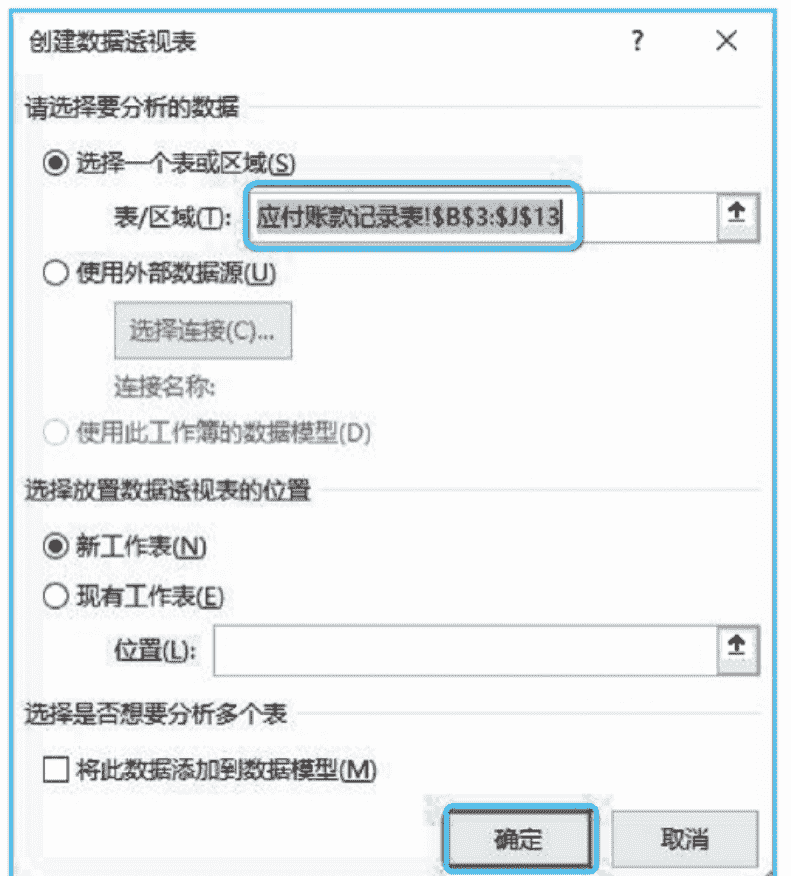 创建数据透视表 ?
请选择要分析的数据
选择一个表或区域(S)
表/区域(T): 应付账款记录表!$B$3:$J$13
使用外部数据源(U)
选择连接(C)...
连接名称:
使用此工作簿的数据模型(D)
选择放置数据透视表的位置
新工作表(N)
现有工作表(E)
位置(L):
选择是否想要分析多个表
将此数据添加到数据模型(M)
确定 取消